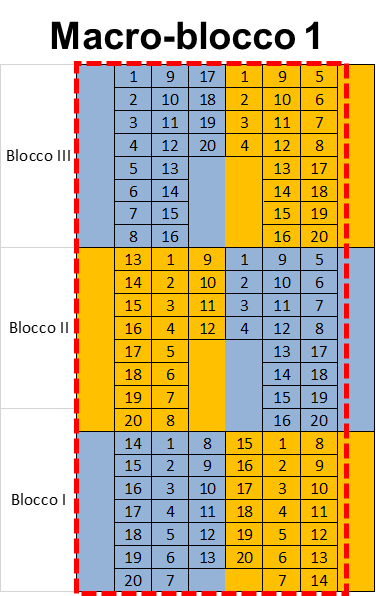 Macro-blocco 1
1 9 17 1 9 5
2 10 18 2 10 6
3 11 19 3 11 7
4 12 20 4 12 8
Blocco III
5 13 13 17
6 14 14 18
7 15 15 19
8 16 16 20
13 1 9 1 9 5
14 2 10 2 10 6
15 3 11 3 11 7
Blocco II
16 4 12 4 12 8
17 5 13 17
18 6 14 18
19 7 15 19
20 8 16 20
14 1 8 15 1 8
15 2 9 16 2 9
16 3 10 17 3 10
Blocco I
17 4 11 18 4 11
18 5 12 19 5 12
19 6 13 20 6 13
20 7 7 14